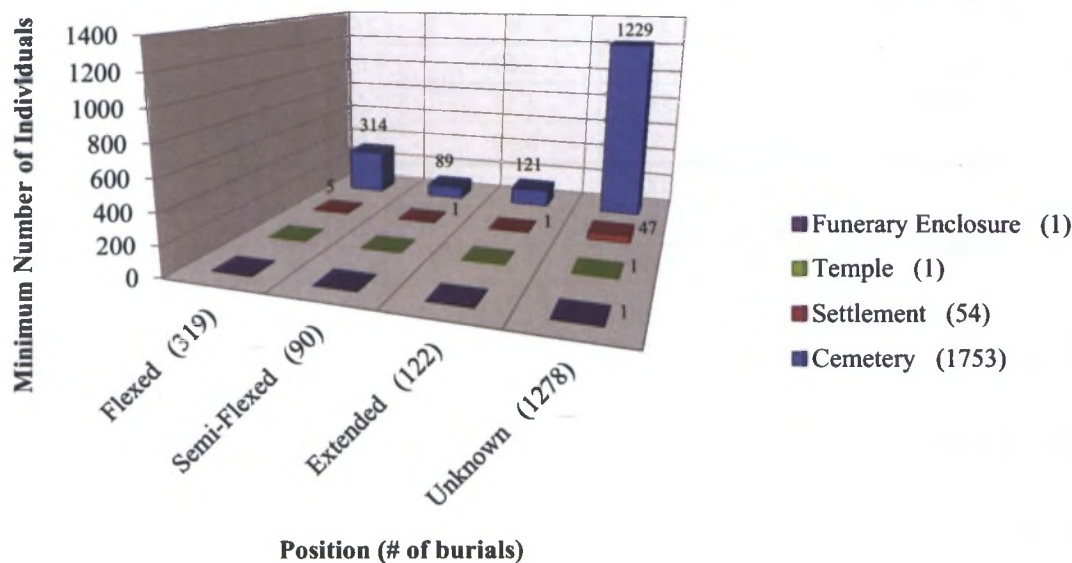 Minimum Number of Individuals
1400
1200
1000
800
600
400
200
0
314
89
121
1229
5
1
1
47
1
1
Flexed (319)
Semi-Flexed (90)
Extended (122)
Unknown (1278)
Position (# of burials)
Funerary Enclosure (1)
Temple (1)
Settlement (54)
Cemetery (1753)